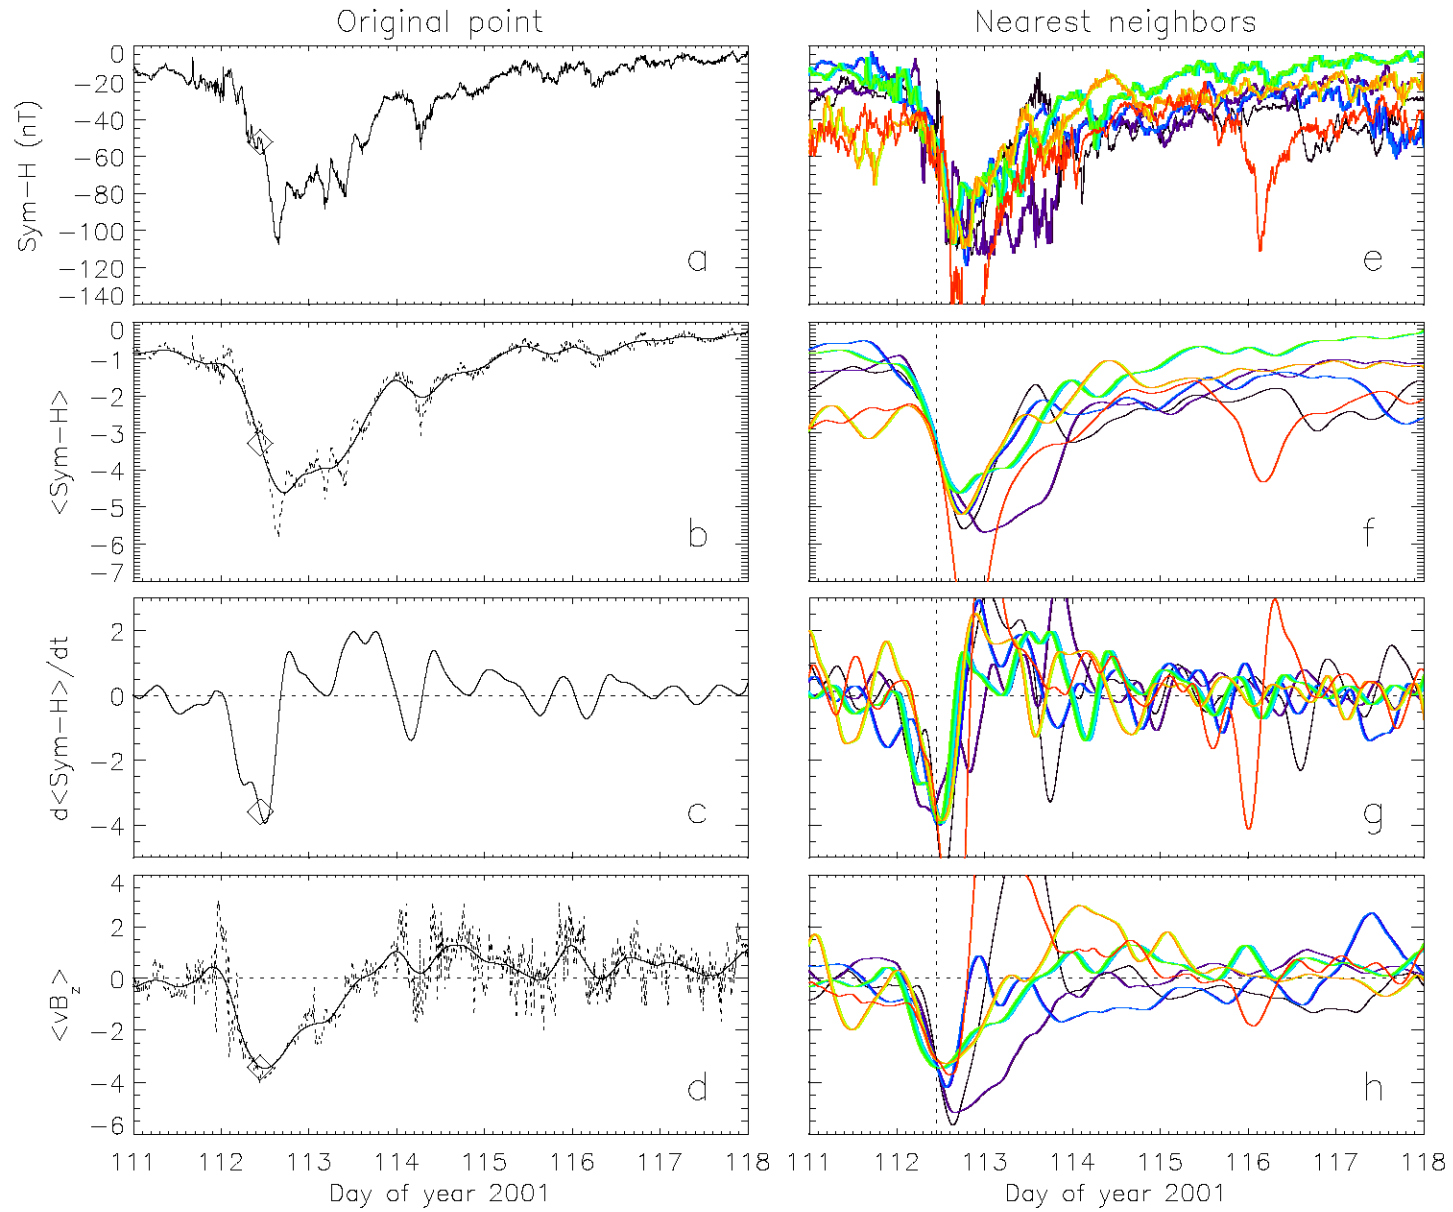 Original point
Nearest neighbors
0
−20
−40
−60
−80
−100
−120
−140
Sym−H (nT)
a
e
0
−1
−2
−3
−4
−5
−6
−7
<Sym−H>
b
f
2
0
−2
−4
d<Sym−H>/dt
c
g
4
2
0
−2
−4
−6
<vB_z>
d
h
111 112 113 114 115 116 117 118
111 112 113 114 115 116 117 118
Day of year 2001
Day of year 2001